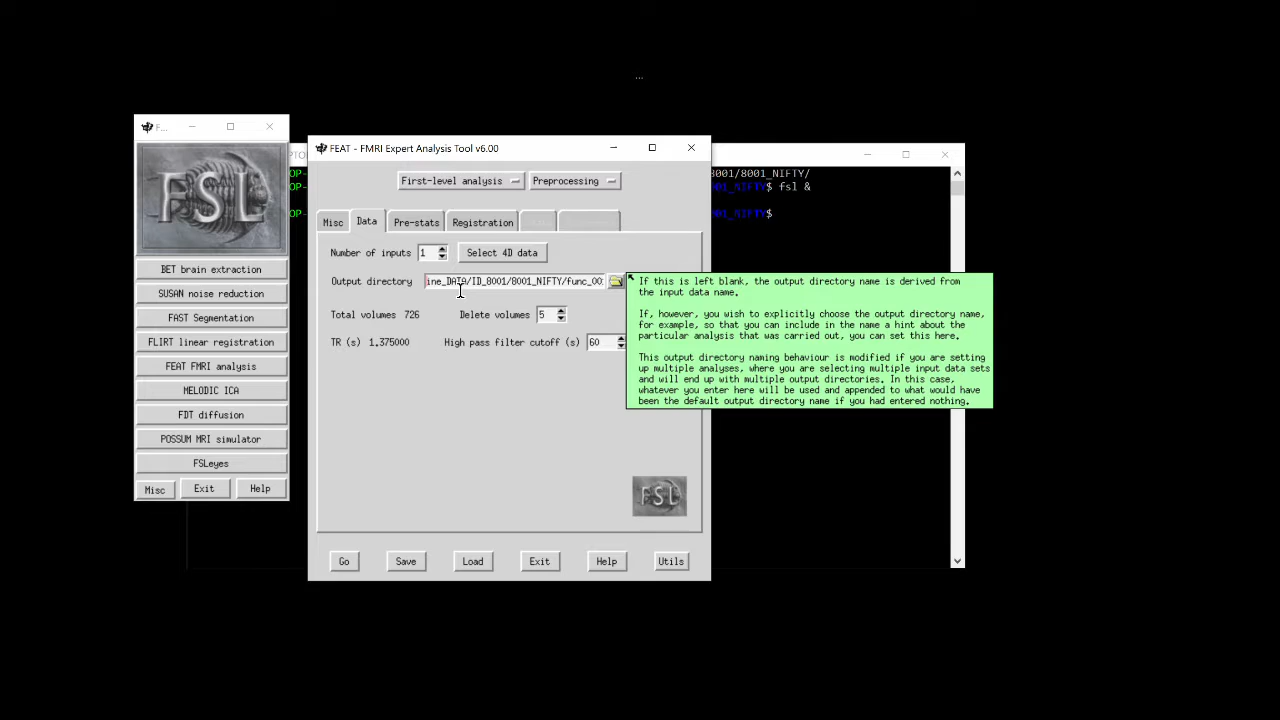 ...
F...
FSL
BET brain extraction
SUSAN noise reduction
FAST Segmentation
FLIRT linear registration
FEAT FMRI analysis
MELODIC ICA
FDT diffusion
POSSUM MRI simulator
FSLeyes
Misc Exit Help
FEAT - FMRI Expert Analysis Tool v6.00
First-level analysis Preprocessing
Misc Data Pre-stats Registration
Number of inputs 1 Select 4D data
Output directory ine_DATA/ID_8001/8001_NIFTY/func_00
Total volumes 726 Delete volumes 5
TR (s) 1.375000 High pass filter cutoff (s) 60
FSL
Go Save Load Exit Help Utils
If this is left blank, the output directory name is derived from
the input data name.
If, however, you wish to explicitly choose the output directory name,
for example, so that you can include in the name a hint about the
particular analysis that was carried out, you can set this here.
This output directory naming behaviour is modified if you are setting
up multiple analyses, where you are selecting multiple input data sets
and will end up with multiple output directories. In this case,
whatever you enter here will be used and appended to what would have
been the default output directory name if you had entered nothing.
PTO
OP- 8001/8001_NIFTY/
OP- 001_NIFTY$ fsl &
OP- 001_NIFTY$